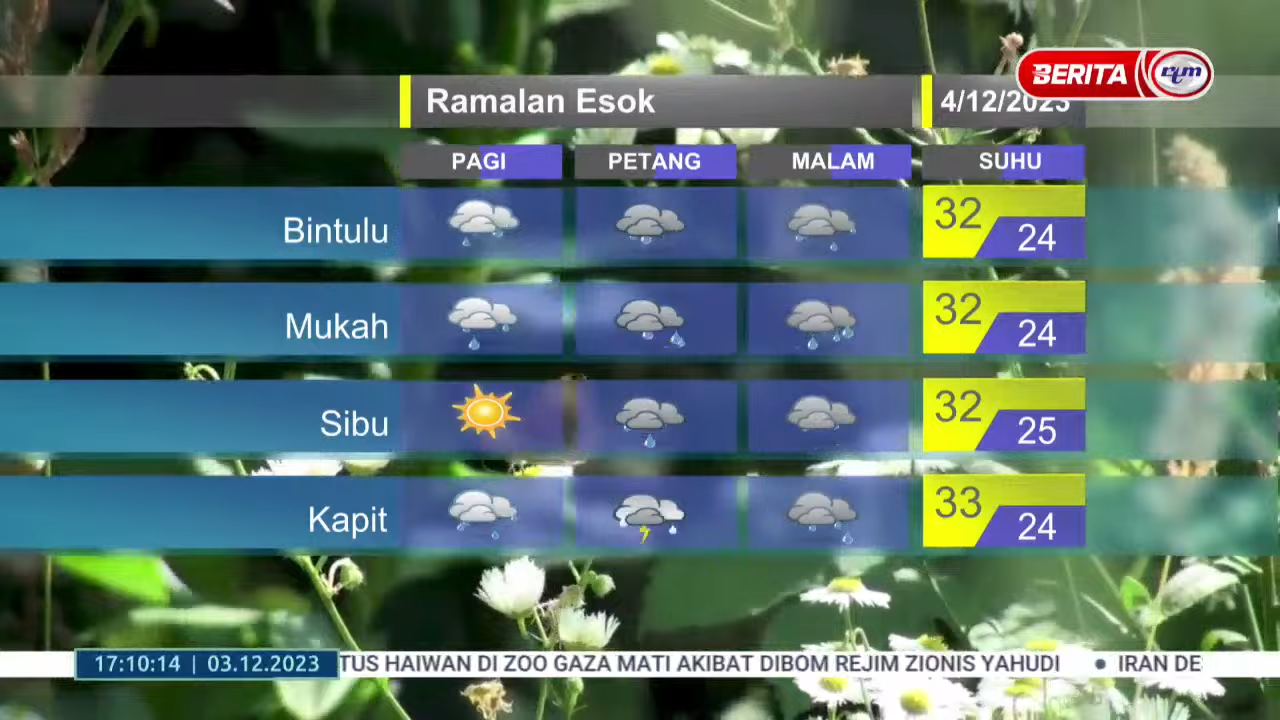 BERITA rtm
Ramalan Esok 4/12/2023
PAGI PETANG MALAM SUHU
Bintulu 32 24
Mukah 32 24
Sibu 32 25
Kapit 33 24
17:10:14 | 03.12.2023 TUS HAIWAN DI ZOO GAZA MATI AKIBAT DIBOM REJIM ZIONIS YAHUDI • IRAN DE